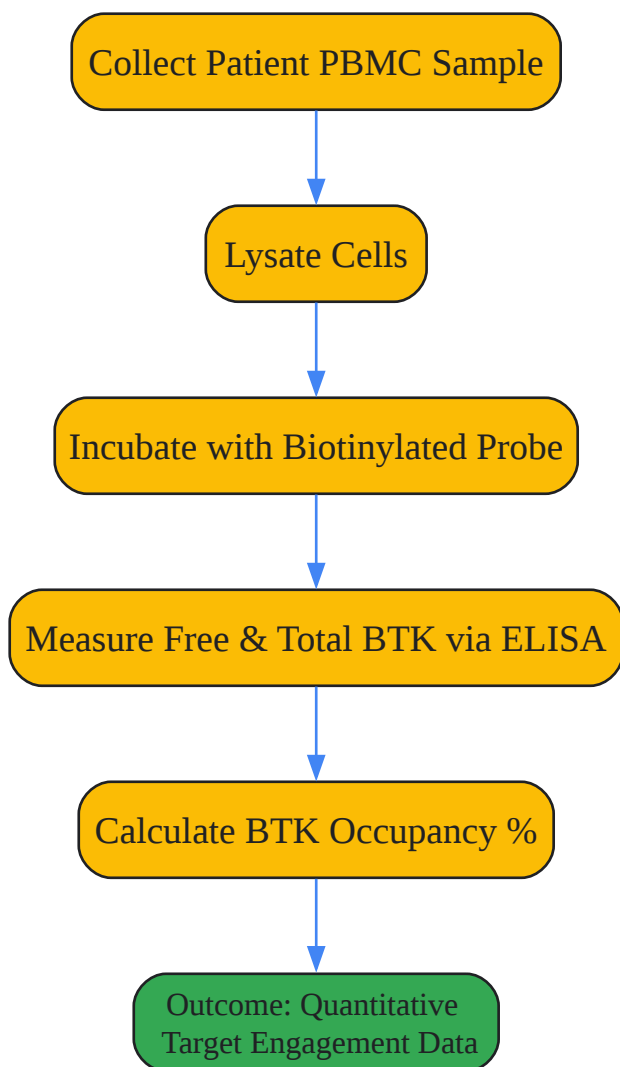 Collect Patient PBMC Sample
Lysate Cells
Incubate with Biotinylated Probe
Measure Free & Total BTK via ELISA
Calculate BTK Occupancy %
Outcome: Quantitative
Target Engagement Data